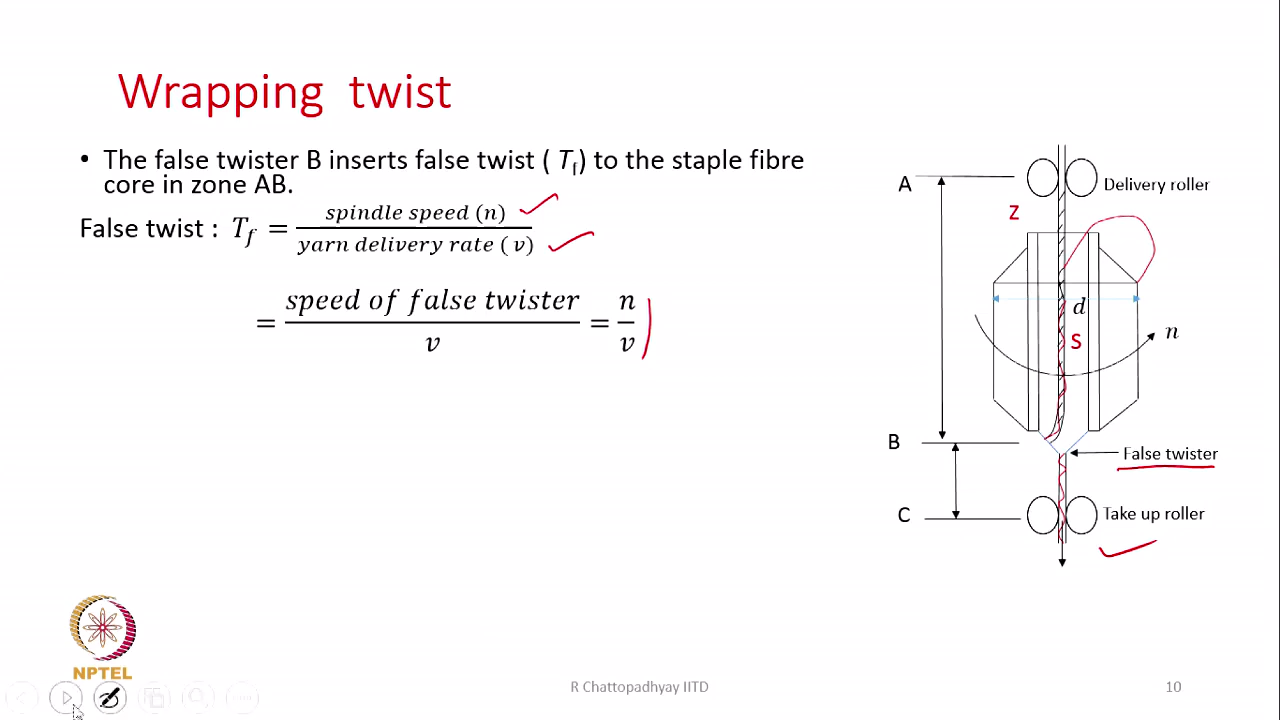 Wrapping twist
• The false twister B inserts false twist ( T_f) to the staple fibre
core in zone AB.
False twist : T_f = spindle speed (n) / yarn delivery rate ( v)
= speed of false twister / v = n / v
A
Delivery roller
Z
d
S
n
B
False twister
C
Take up roller
NPTEL
R Chattopadhyay IITD
10